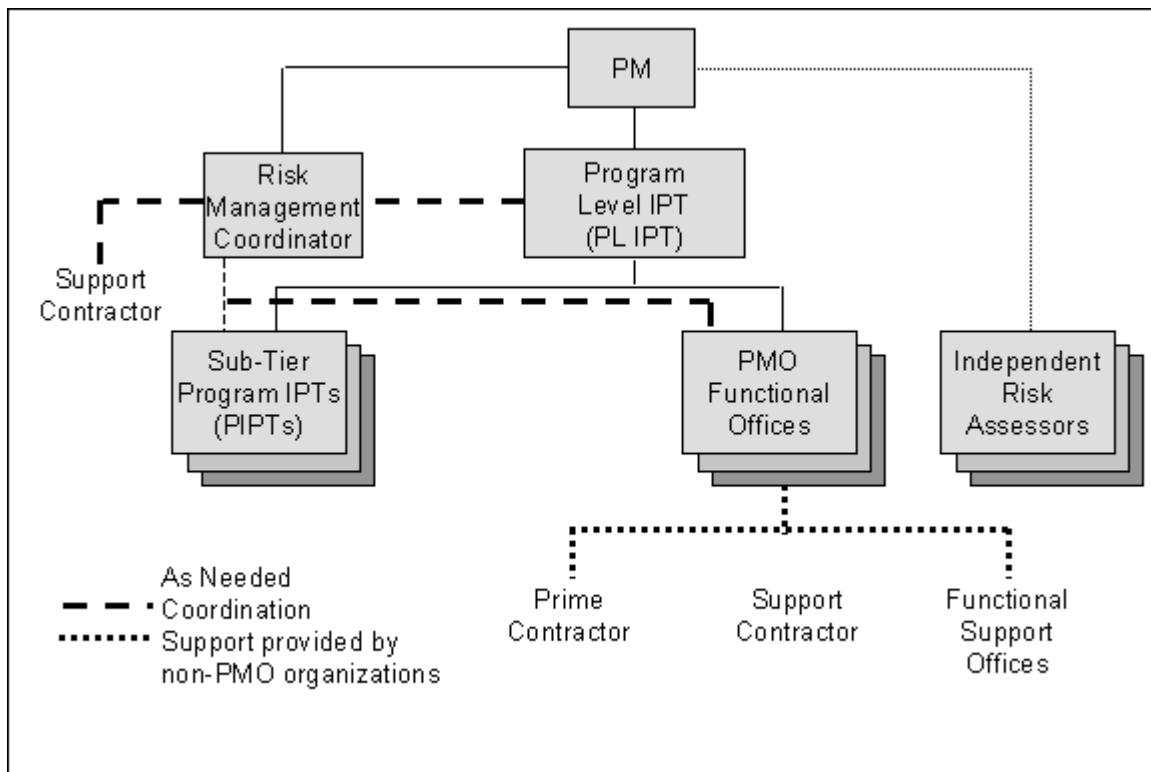 PM
Risk
Management
Coordinator
Program
Level IPT
(PL IPT)
Support
Contractor
Sub-Tier
Program IPTs
(PIPTs)
PMO
Functional
Offices
Independent
Risk
Assessors
As Needed
Coordination
Support provided by
non-PMO organizations
Prime
Contractor
Support
Contractor
Functional
Support
Offices